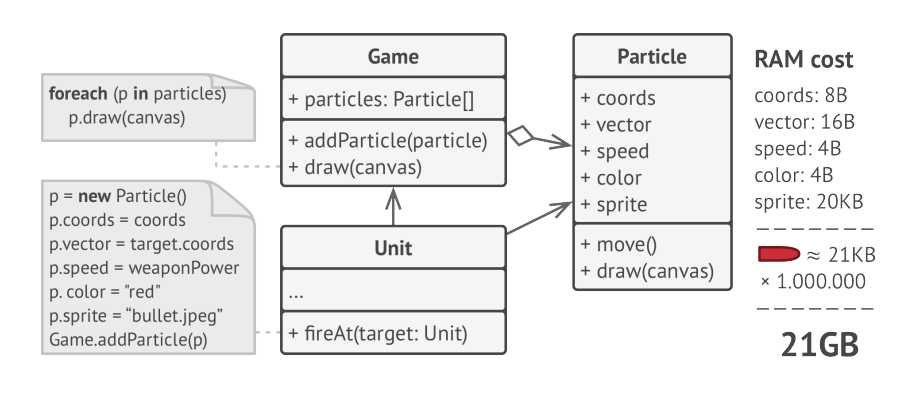 foreach (p in particles)
p.draw(canvas)
p = new Particle()
p.coords = coords
p.vector = target.coords
p.speed = weaponPower
p. color = "red"
p.sprite = “bullet.jpeg”
Game.addParticle(p)
Game
+ particles: Particle[]
+ addParticle(particle)
+ draw(canvas)
Unit
...
+ fireAt(target: Unit)
Particle
+ coords
+ vector
+ speed
+ color
+ sprite
+ move()
+ draw(canvas)
RAM cost
coords: 8B
vector: 16B
speed: 4B
color: 4B
sprite: 20KB
≈ 21KB
× 1.000.000
21GB